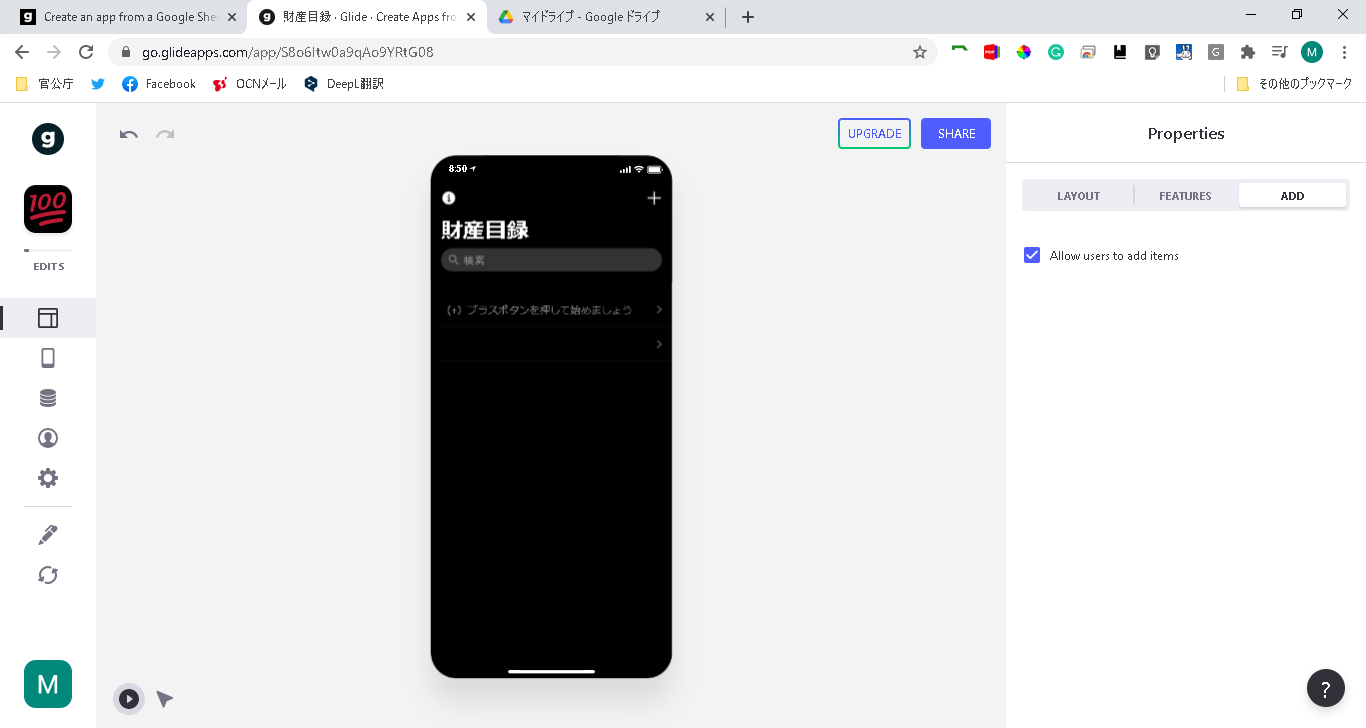 Create an app from a Google She
財産目録 · Glide · Create Apps fro
マイドライブ - Google ドライブ
go.glideapps.com/app/S8o6Itw0a9qAo9YRtG08
官公庁
Facebook
OCNメール
DeepL翻訳
その他のブックマーク
g
100
EDITS
M
UPGRADE
SHARE
8:50
財産目録
検索
(+) プラスボタンを押して始めましょう
Properties
LAYOUT
FEATURES
ADD
Allow users to add items
?